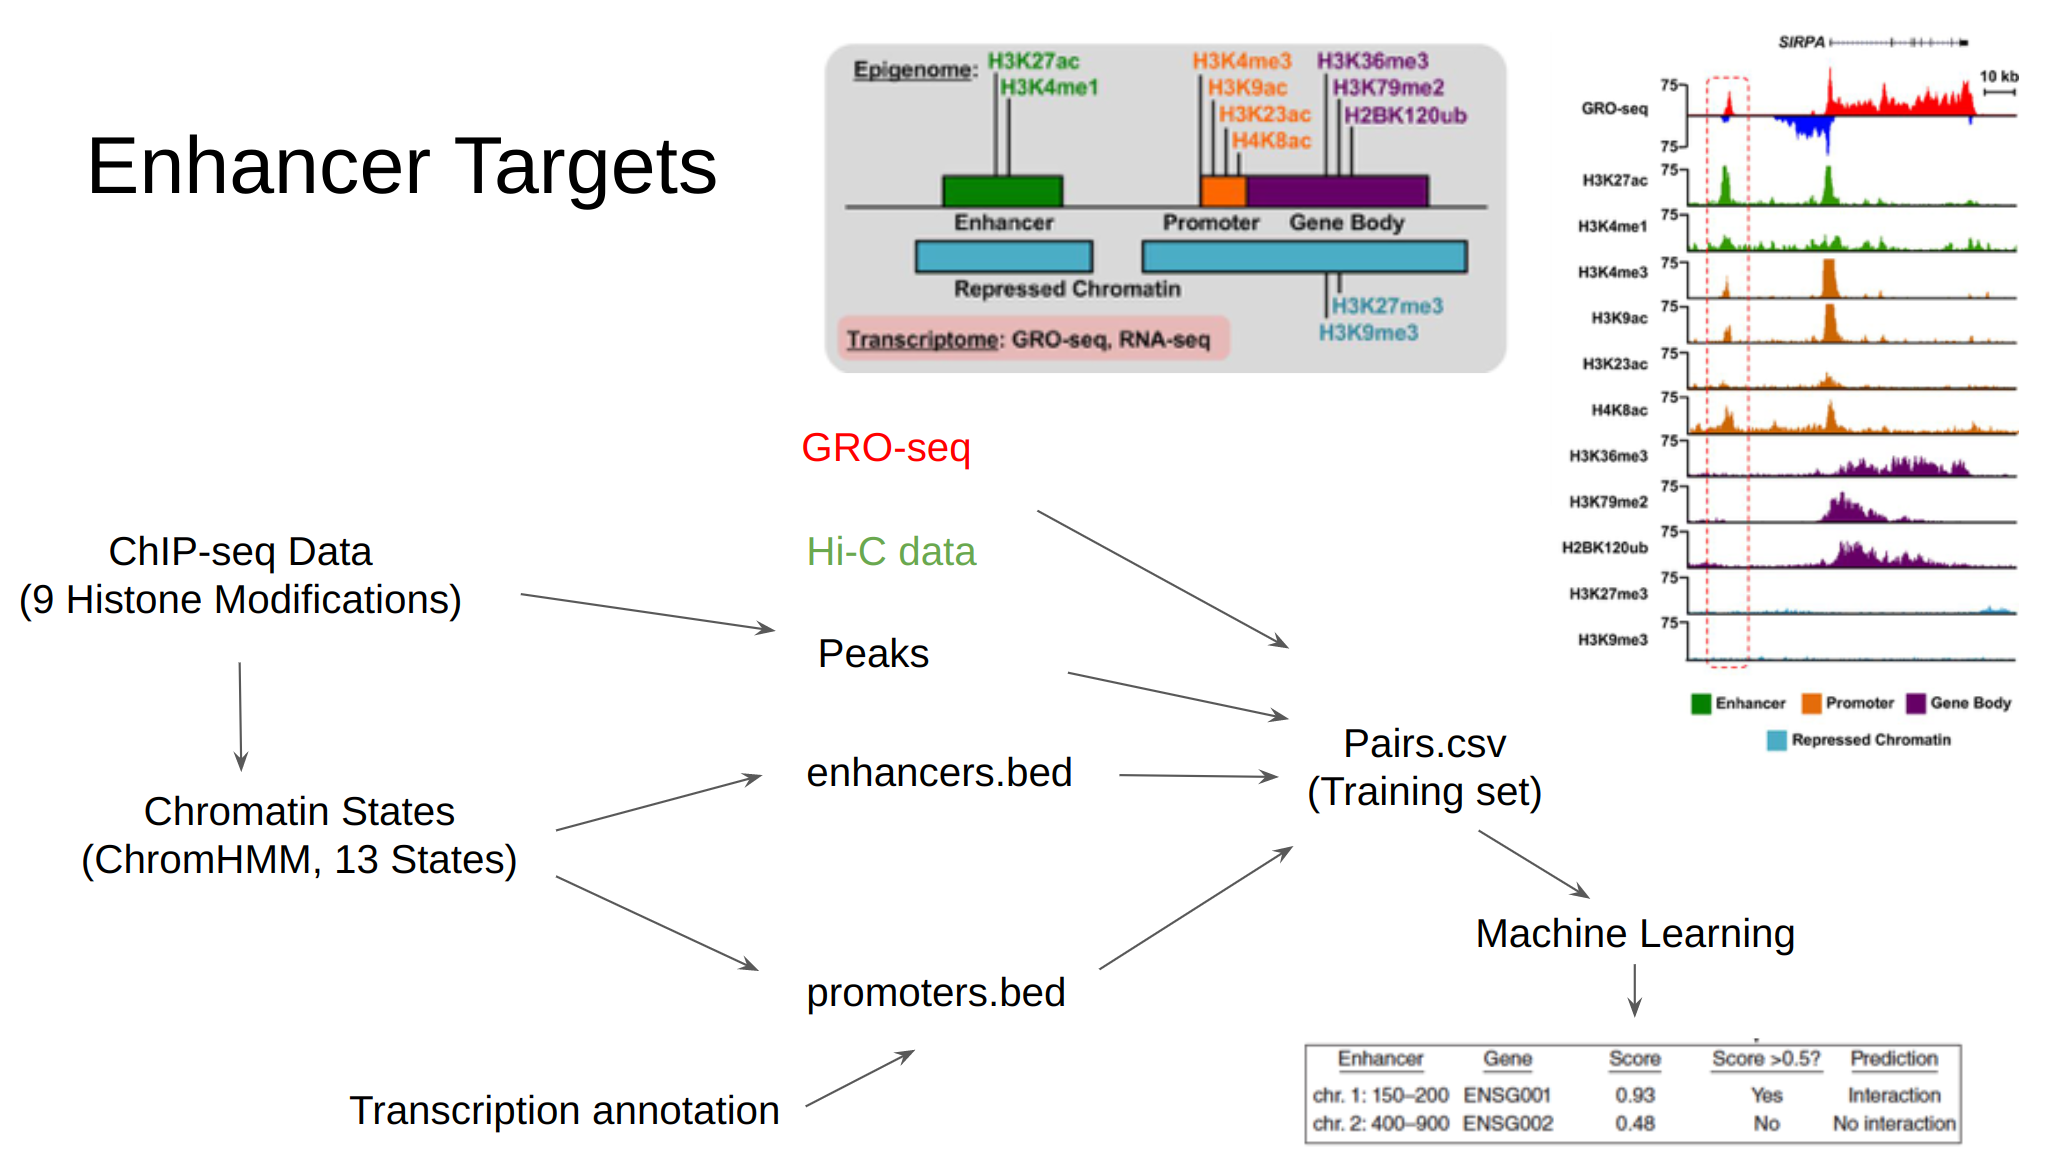 Enhancer Targets
Epigenome:
H3K27ac
H3K4me1
H3K4me3
H3K9ac
H3K23ac
H4K8ac
H3K36me3
H3K79me2
H2BK120ub
Enhancer
Promoter
Gene Body
Repressed Chromatin
H3K27me3
H3K9me3
Transcriptome: GRO-seq, RNA-seq
SIRPA
10 kb
75
GRO-seq
75
75
H3K27ac
75
H3K4me1
75
H3K4me3
75
H3K9ac
75
H3K23ac
75
H4K8ac
75
H3K36me3
75
H3K79me2
75
H2BK120ub
75
H3K27me3
75
H3K9me3
Enhancer Promoter Gene Body
Repressed Chromatin
GRO-seq
Hi-C data
ChIP-seq Data
(9 Histone Modifications)
Peaks
enhancers.bed
Chromatin States
(ChromHMM, 13 States)
promoters.bed
Transcription annotation
Pairs.csv
(Training set)
Machine Learning
Enhancer Gene Score Score >0.5? Prediction
chr. 1: 150–200 ENSG001 0.93 Yes Interaction
chr. 2: 400–900 ENSG002 0.48 No No interaction